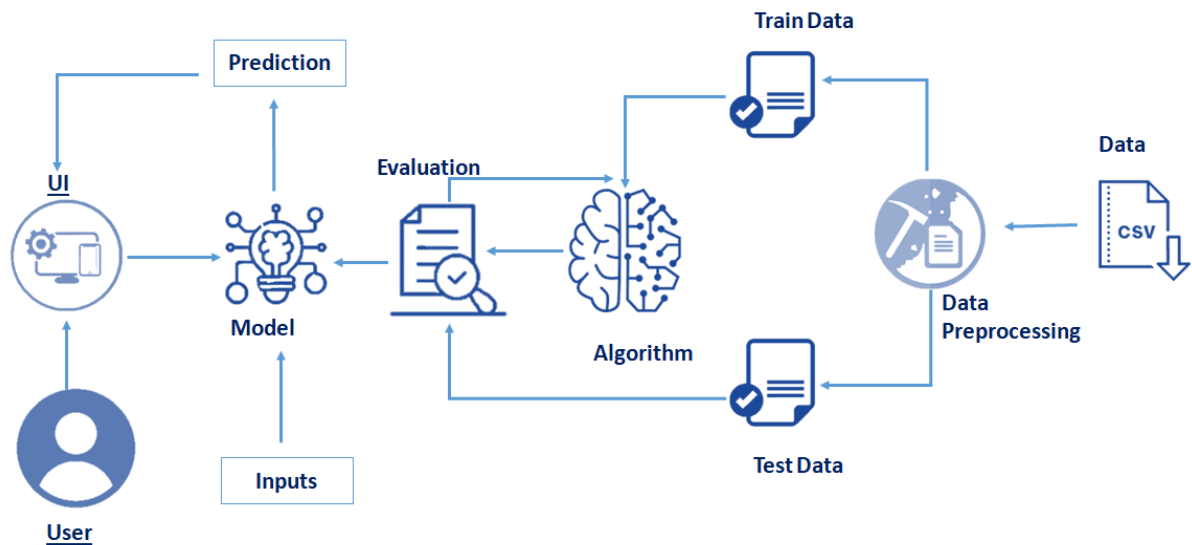 Train Data
Prediction
Data
Evaluation
UI
CSV
Model
Data
Preprocessing
Algorithm
Inputs
Test Data
User